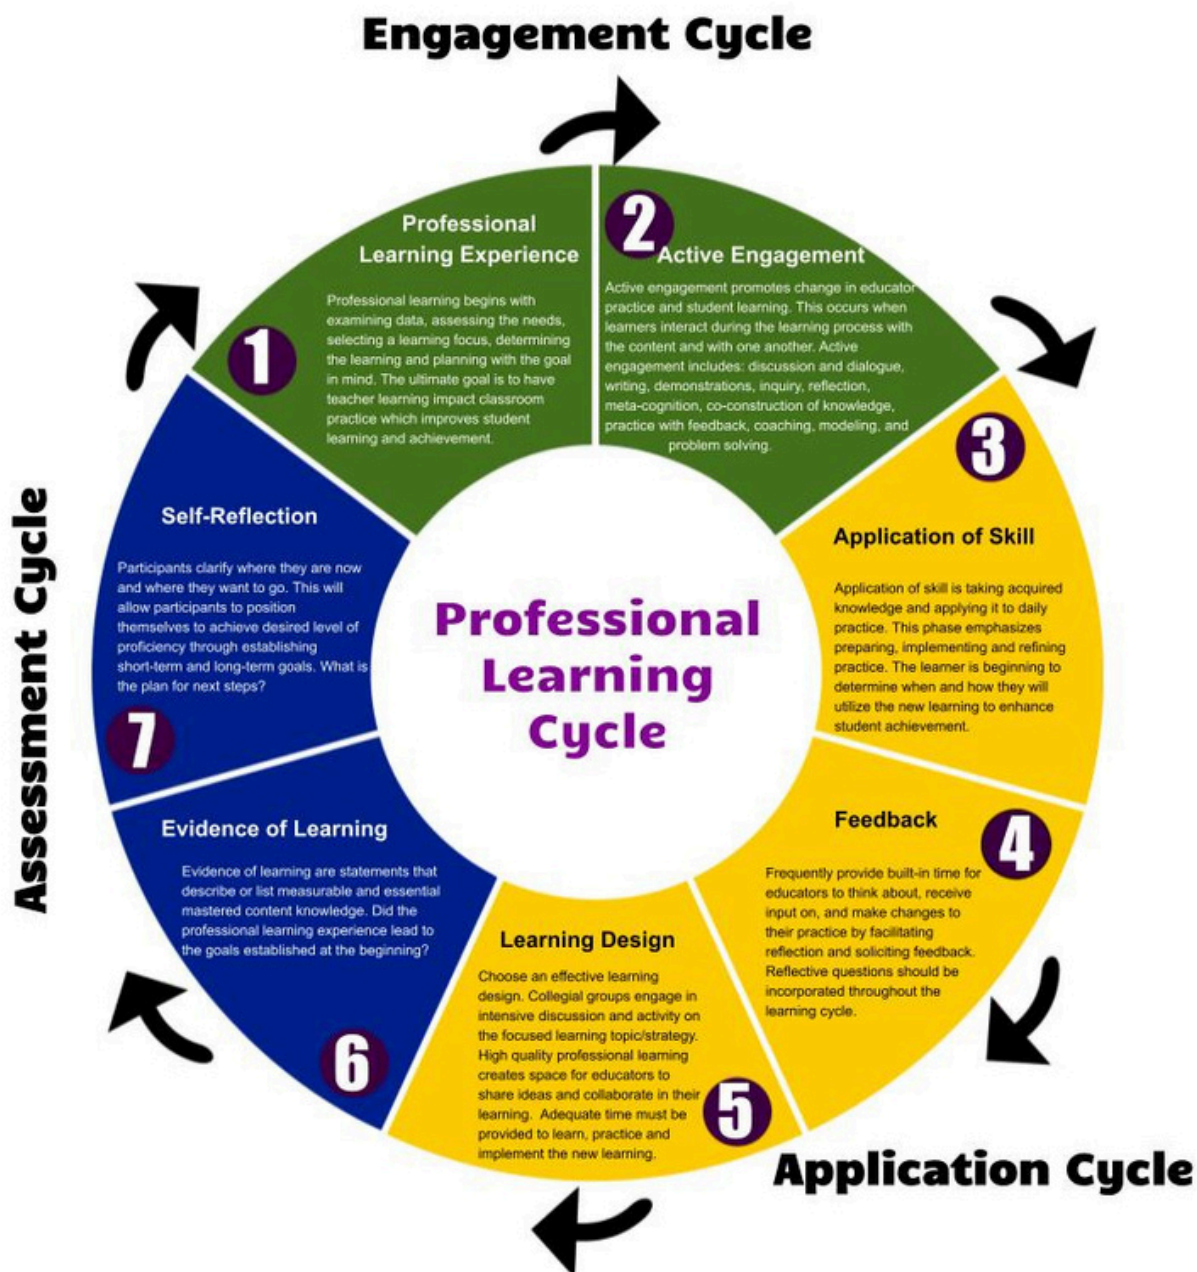 Engagement Cycle
1
Professional
Learning Experience
Professional learning begins with
examining data, assessing the needs,
selecting a learning focus, determining
the learning and planning with the goal
in mind. The ultimate goal is to have
teacher learning impact classroom
practice which improves student
learning and achievement.
2
Active Engagement
Active engagement promotes change in educator
practice and student learning. This occurs when
learners interact during the learning process with
the content and with one another. Active
engagement includes: discussion and dialogue,
writing, demonstrations, inquiry, reflection,
meta-cognition, co-construction of knowledge,
practice with feedback, coaching, modeling, and
problem solving.
3
Application of Skill
Application of skill is taking acquired
knowledge and applying it to daily
practice. This phase emphasizes
preparing, implementing and refining
practice. The learner is beginning to
determine when and how they will
utilize the new learning to enhance
student achievement.
4
Feedback
Frequently provide built-in time for
educators to think about, receive
input on, and make changes to
their practice by facilitating
reflection and soliciting feedback.
Reflective questions should be
incorporated throughout the
learning cycle.
Application Cycle
5
Learning Design
Choose an effective learning
design. Collegial groups engage in
intensive discussion and activity on
the focused learning topic/strategy.
High quality professional learning
creates space for educators to
share ideas and collaborate in their
learning. Adequate time must be
provided to learn, practice and
implement the new learning.
6
Evidence of Learning
Evidence of learning are statements that
describe or list measurable and essential
mastered content knowledge. Did the
professional learning experience lead to
the goals established at the beginning?
Assessment Cycle
7
Self-Reflection
Participants clarify where they are now
and where they want to go. This will
allow participants to position
themselves to achieve desired level of
proficiency through establishing
short-term and long-term goals. What is
the plan for next steps?
Professional
Learning
Cycle